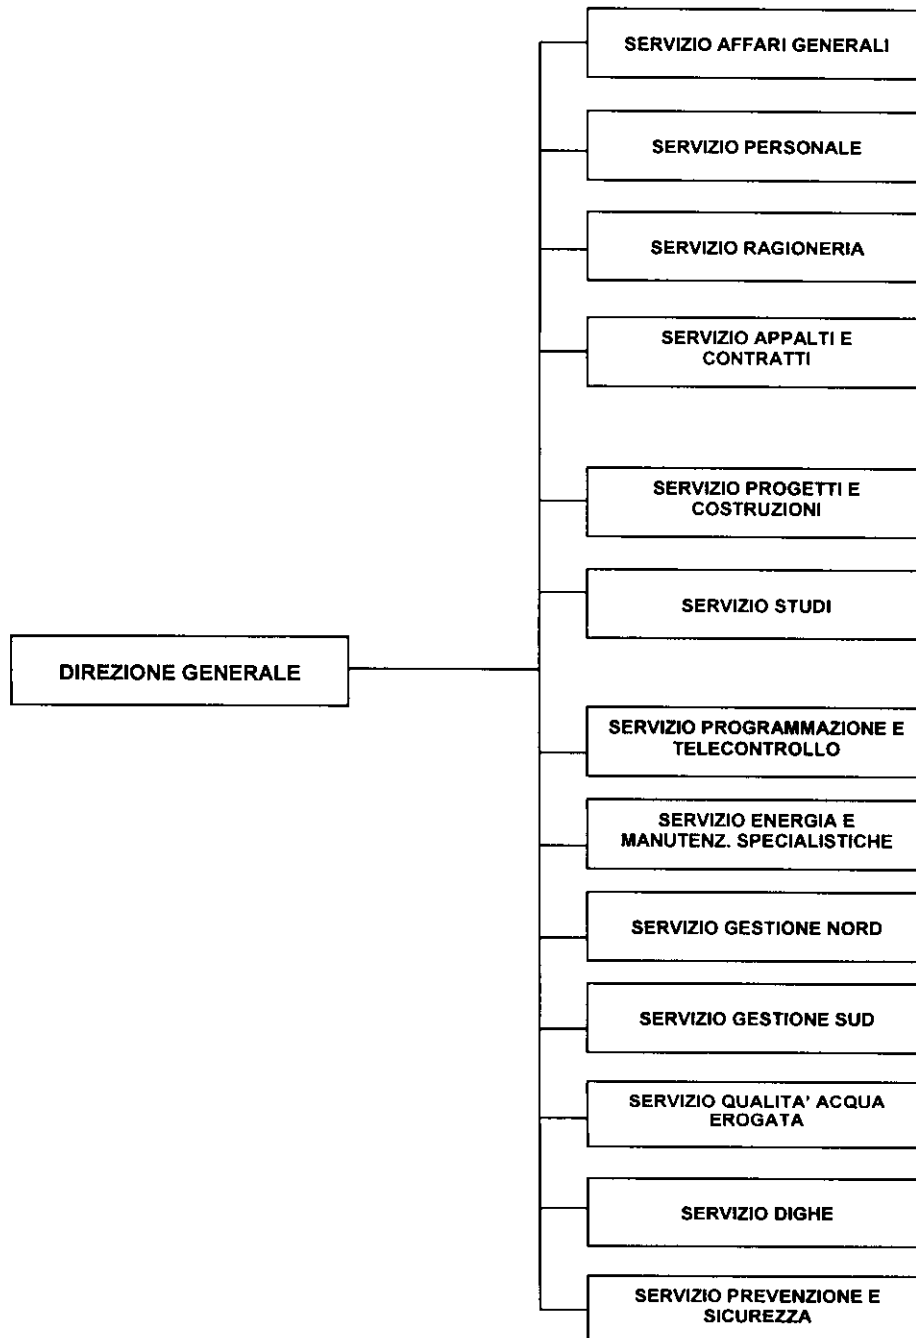 SERVIZIO AFFARI GENERALI
SERVIZIO PERSONALE
SERVIZIO RAGIONERIA
SERVIZIO APPALTI E
CONTRATTI
SERVIZIO PROGETTI E
COSTRUZIONI
SERVIZIO STUDI
DIREZIONE GENERALE
SERVIZIO PROGRAMMAZIONE E
TELECONTROLLO
SERVIZIO ENERGIA E
MANUTENZ. SPECIALISTICHE
SERVIZIO GESTIONE NORD
SERVIZIO GESTIONE SUD
SERVIZIO QUALITA' ACQUA
EROGATA
SERVIZIO DIGHE
SERVIZIO PREVENZIONE E
SICUREZZA